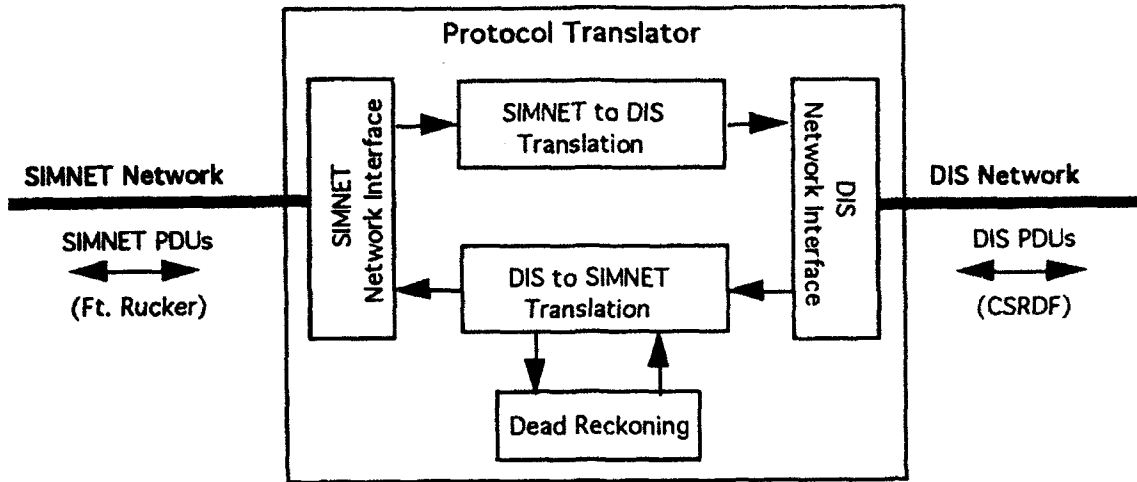 Protocol Translator
SIMNET Network
SIMNET PDUs
(Ft. Rucker)
SIMNET
Network Interface
SIMNET to DIS
Translation
DIS to SIMNET
Translation
Dead Reckoning
DIS
Network Interface
DIS Network
DIS PDUs
(CSRDF)